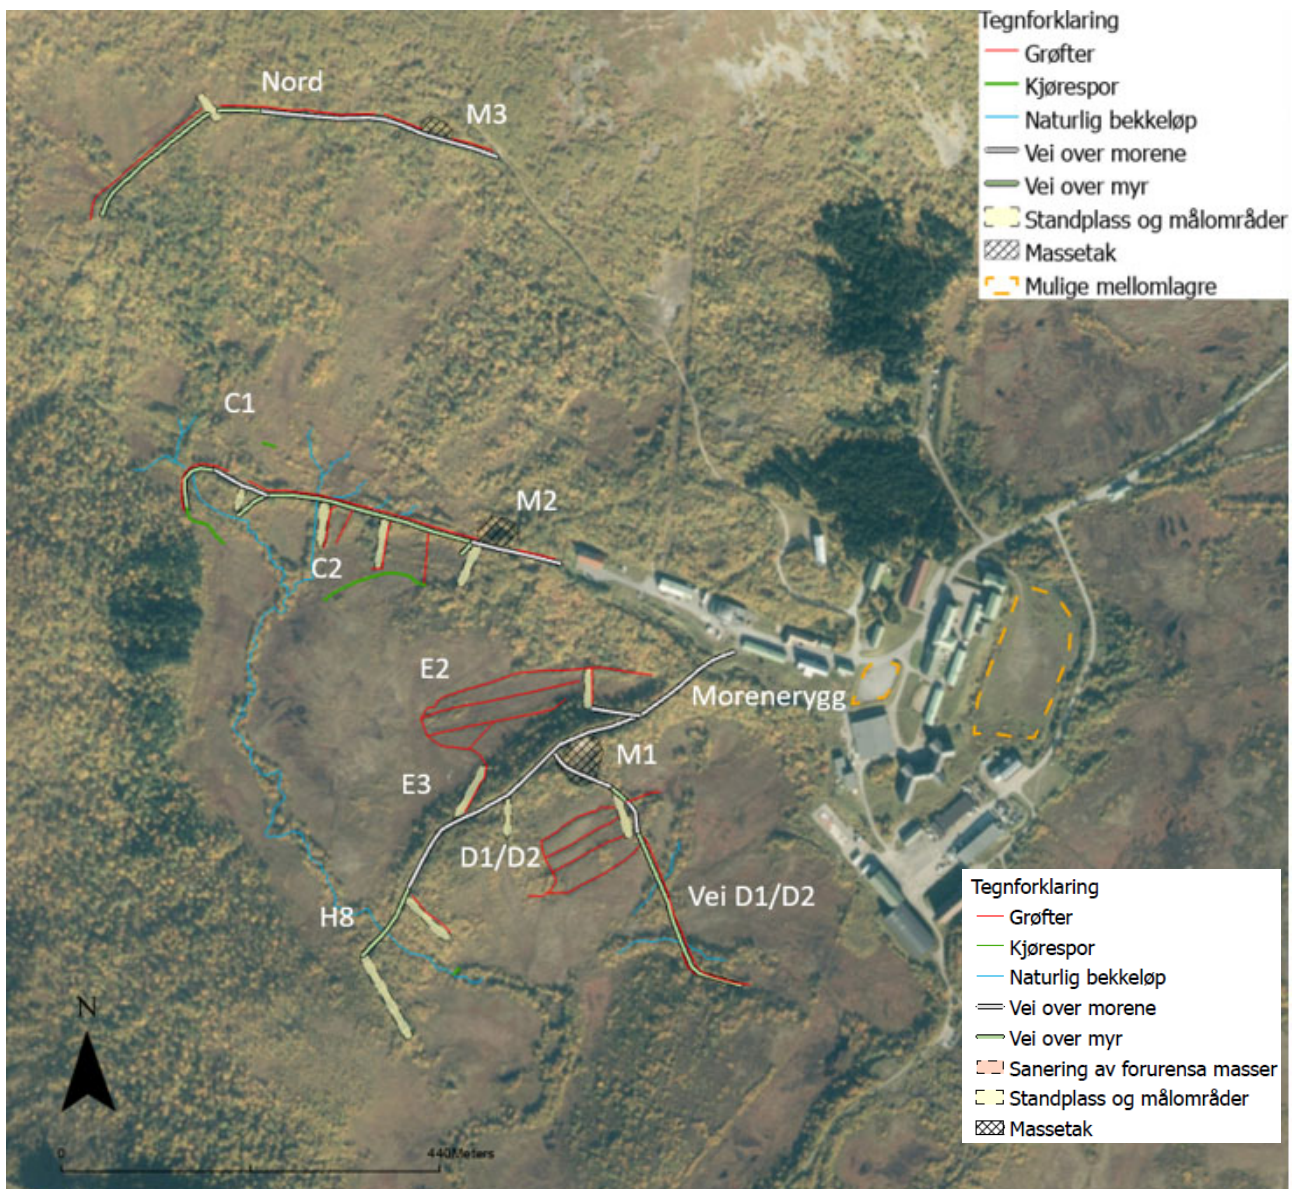 Tegnforklaring
Grøfter
Kjørespor
Naturlig bekkeløp
Vei over morene
Vei over myr
Standplass og målområder
Massetak
Mulige mellomlagre
Nord
M3
C1
M2
C2
E2
Morenerygg
M1
E3
D1/D2
Vei D1/D2
H8
N
0
440Meters
Tegnforklaring
Grøfter
Kjørespor
Naturlig bekkeløp
Vei over morene
Vei over myr
Sanering av forurensa masser
Standplass og målområder
Massetak